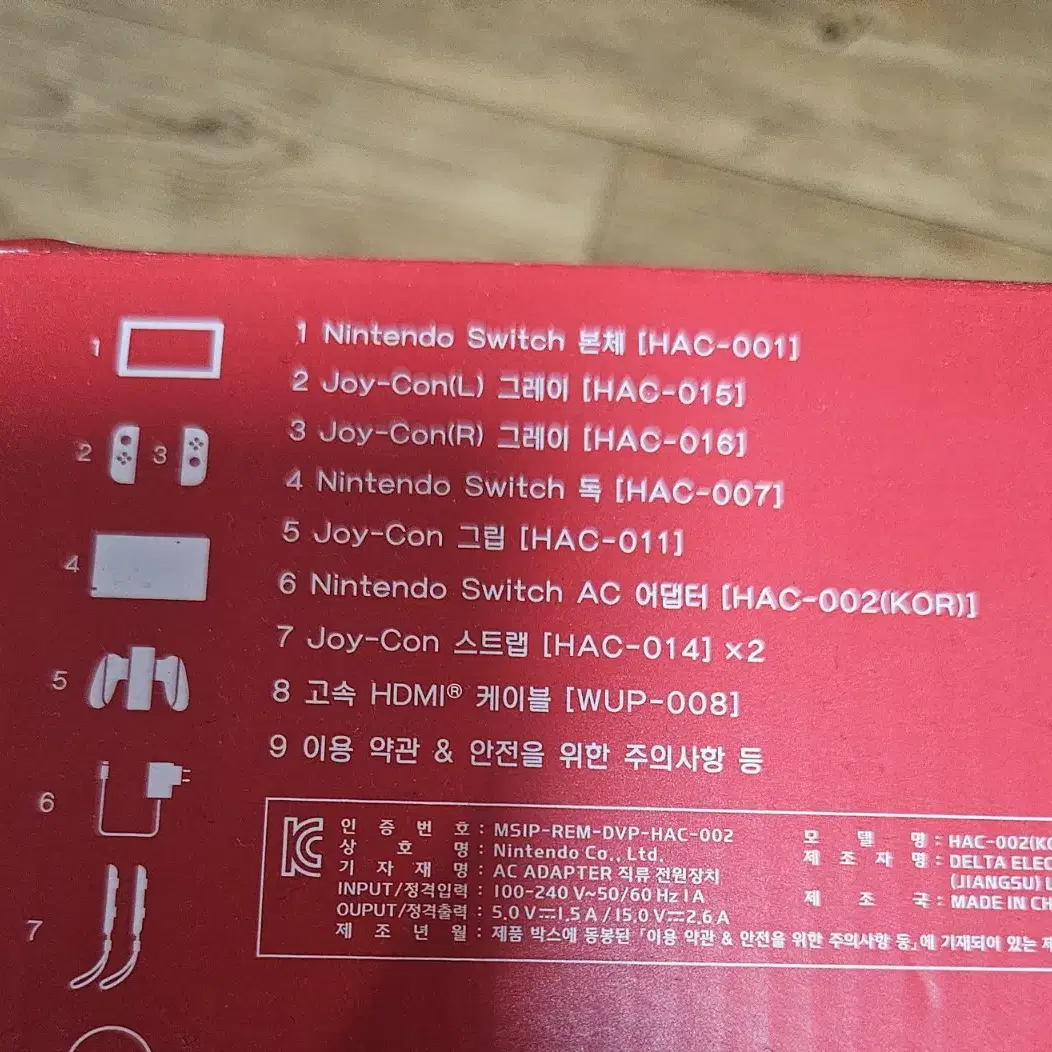 1 Nintendo Switch 본체 [HAC-001]
2 Joy-Con(L) 그레이 [HAC-015]
3 Joy-Con(R) 그레이 [HAC-016]
4 Nintendo Switch 독 [HAC-007]
5 Joy-Con 그립 [HAC-011]
6 Nintendo Switch AC 어댑터 [HAC-002(KOR)]
7 Joy-Con 스트랩 [HAC-014] ×2
8 고속 HDMI® 케이블 [WUP-008]
9 이용 약관 & 안전을 위한 주의사항 등
1
2 3
4
5
6
7
인 증 번 호 : MSIP-REM-DVP-HAC-002
상 호 명 : Nintendo Co., Ltd.
기 자 재 명 : AC ADAPTER 직류 전원장치
INPUT/정격입력 : 100-240 V~50/60 Hz 1 A
OUPUT/정격출력 : 5.0 V⎓1.5 A / 15.0 V⎓2.6 A
제 조 년 월 : 제품 박스에 동봉된 「이용 약관 & 안전을 위한 주의사항 등」에 기재되어 있는 제
모 델 명 : HAC-002(KO
제 조 자 명 : DELTA ELEC
(JIANGSU) L
제 조 국 : MADE IN CH